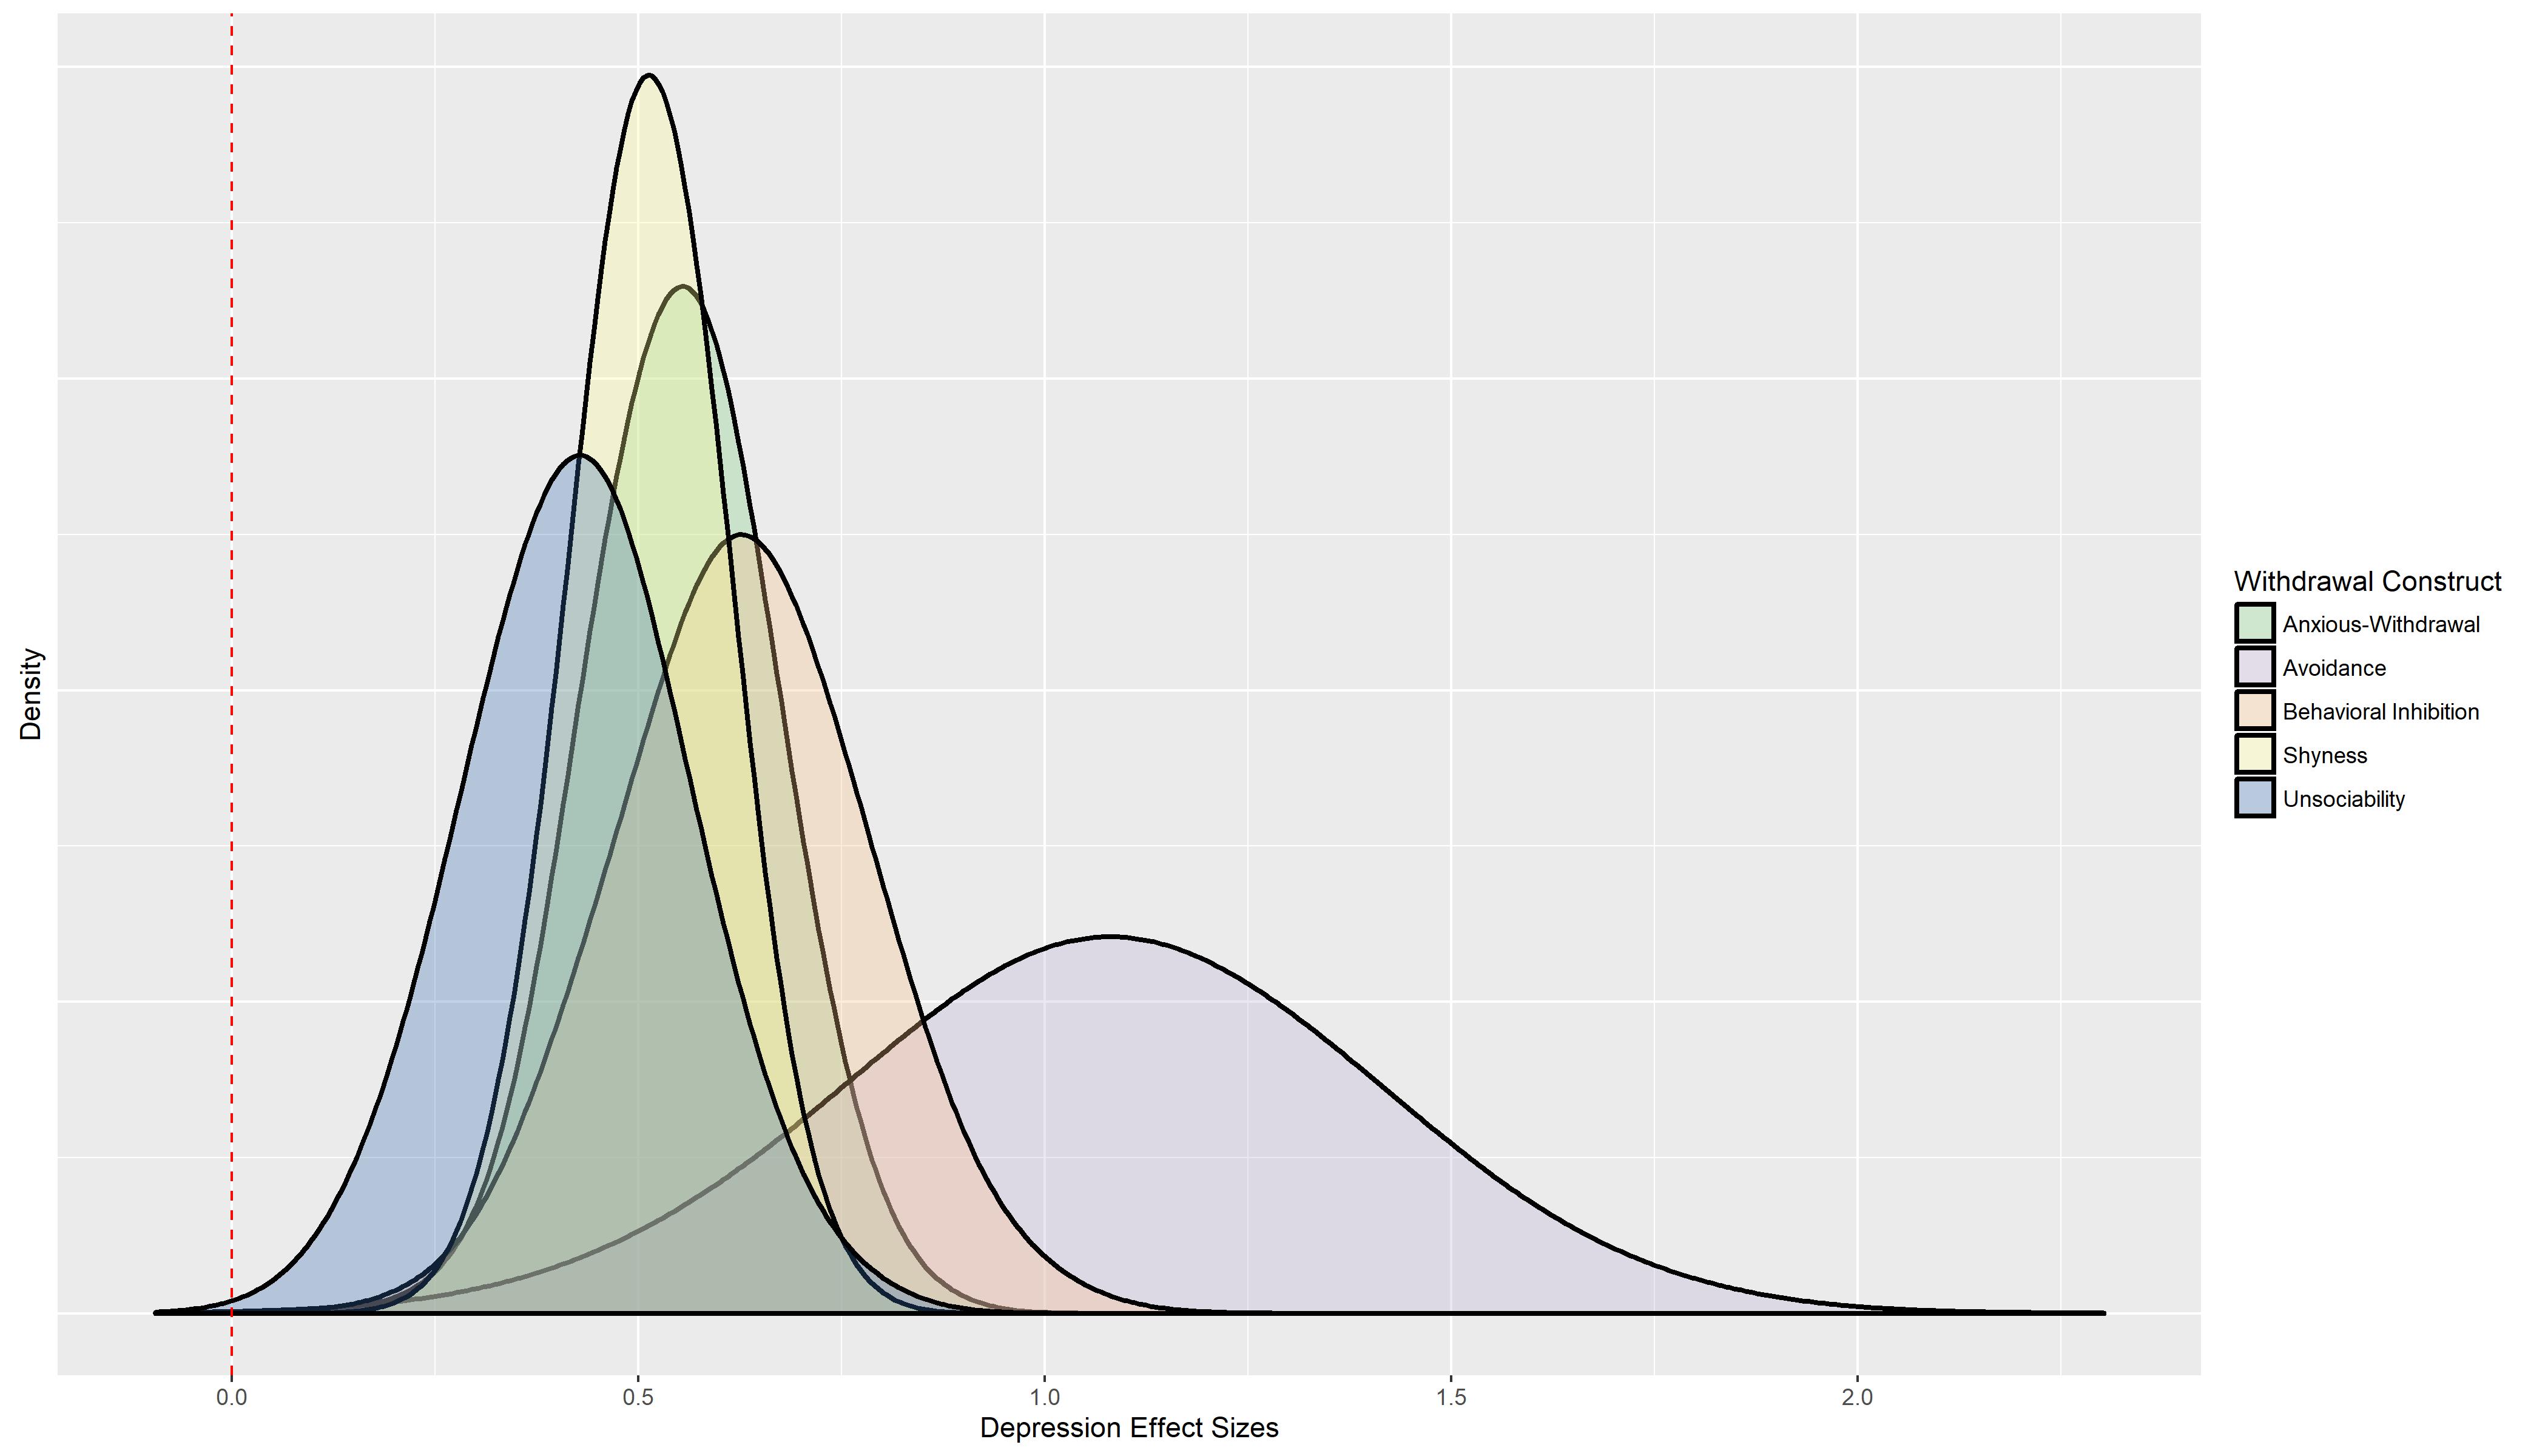 Density
0.0 0.5 1.0 1.5 2.0
Depression Effect Sizes
Withdrawal Construct
Anxious-Withdrawal
Avoidance
Behavioral Inhibition
Shyness
Unsociability